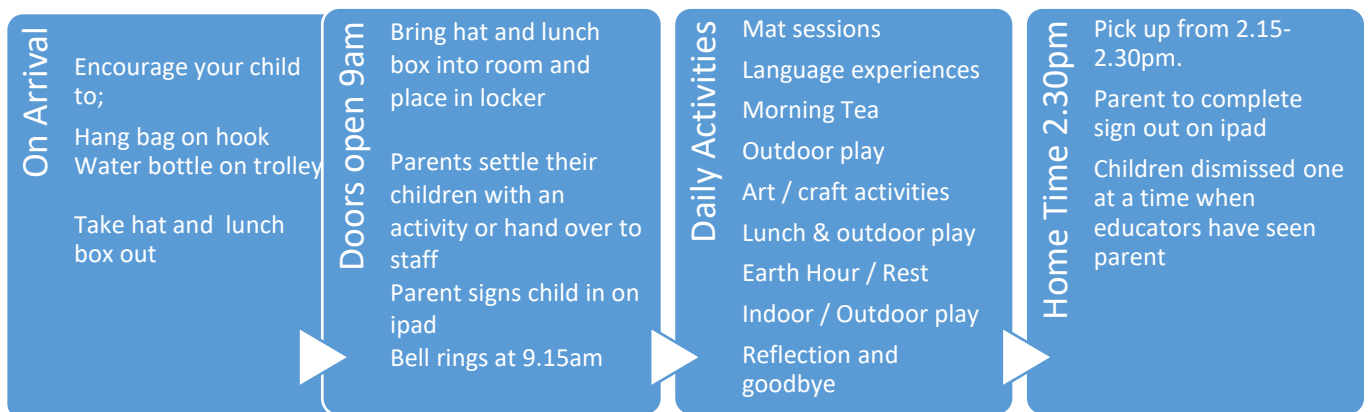 On Arrival
Encourage your child
to;
Hang bag on hook
Water bottle on trolley
Take hat and lunch
box out
Doors open 9am
Bring hat and lunch
box into room and
place in locker
Parents settle their
children with an
activity or hand over to
staff
Parent signs child in on
ipad
Bell rings at 9.15am
Daily Activities
Mat sessions
Language experiences
Morning Tea
Outdoor play
Art / craft activities
Lunch & outdoor play
Earth Hour / Rest
Indoor / Outdoor play
Reflection and
goodbye
Home Time 2.30pm
Pick up from 2.15-
2.30pm.
Parent to complete
sign out on ipad
Children dismissed one
at a time when
educators have seen
parent